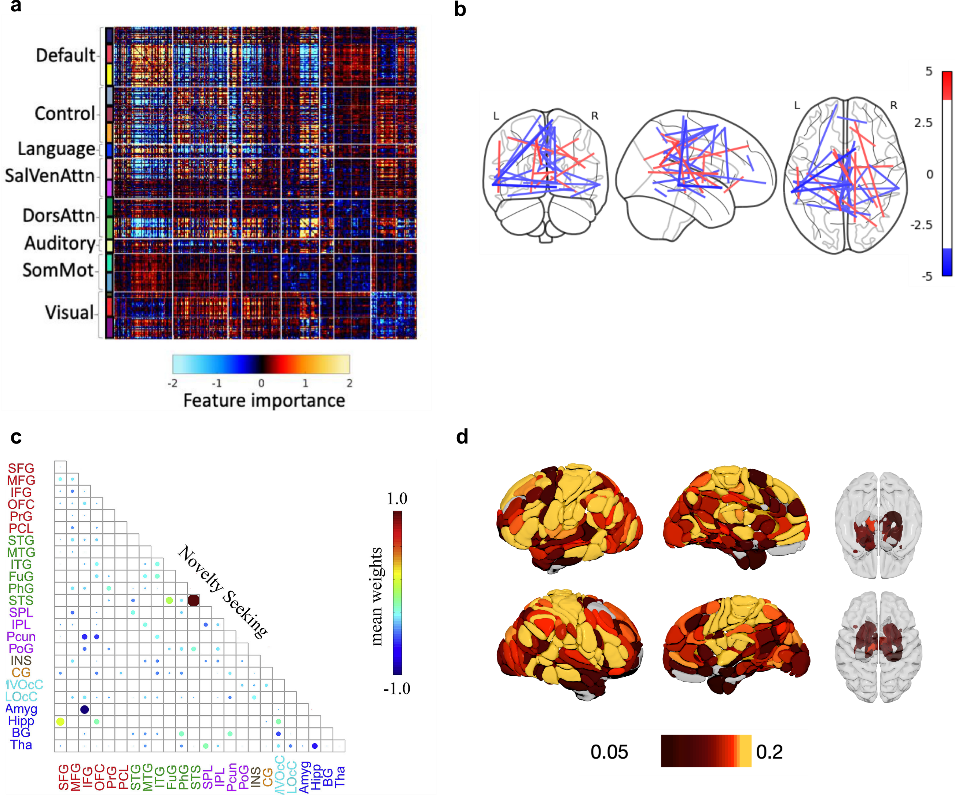 a
Default
Control
Language
SalVenAttn
DorsAttn
Auditory
SomMot
Visual
-2 -1 0 1 2
Feature importance
b
L R L R
5
2.5
0
-2.5
-5
c
SFG
MFG
IFG
OFC
PrG
PCL
STG
MTG
ITG
FuG
PhG
STS
SPL
IPL
Pcun
PoG
INS
CG
MVOcC
LOcC
Amyg
Hipp
BG
Tha
SFG MFG IFG OFC PrG PCL STG MTG ITG FuG PhG STS SPL IPL Pcun PoG INS CG MVOcC LOcC Amyg Hipp BG Tha
Novelty Seeking
mean weights
1.0
-1.0
d
0.05 0.2